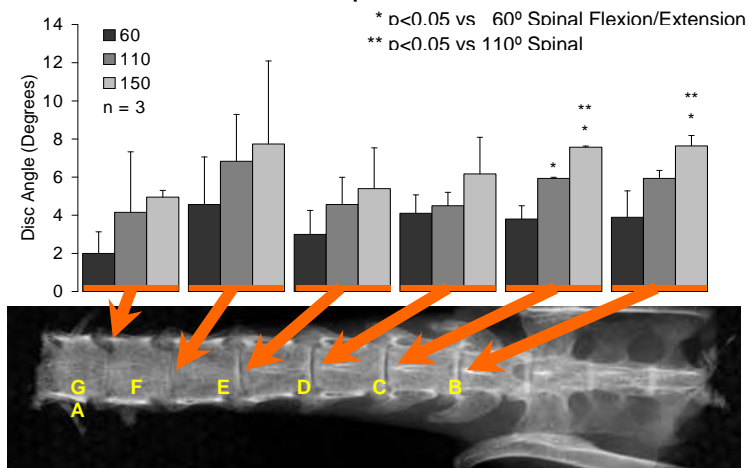 * p<0.05 vs 60º Spinal Flexion/Extension
** p<0.05 vs 110º Spinal
14
12
10
8
6
4
2
0
Disc Angle (Degrees)
60
110
150
n = 3
*
**
*
**
*
G F E D C B
A